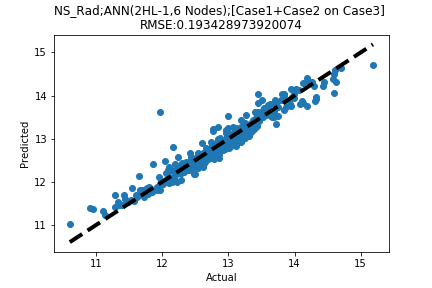 NS_Rad;ANN(2HL-1,6 Nodes);[Case1+Case2 on Case3]
RMSE:0.193428973920074
15
14
13
12
11
Predicted
11
12
13
14
15
Actual